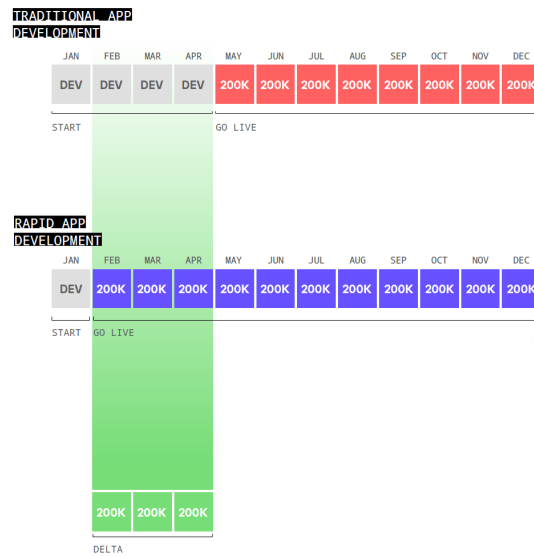 TRADITIONAL APP
DEVELOPMENT
JAN FEB MAR APR MAY JUN JUL AUG SEP OCT NOV DEC
DEV DEV DEV DEV 200K 200K 200K 200K 200K 200K 200K 200K
START GO LIVE
RAPID APP
DEVELOPMENT
JAN FEB MAR APR MAY JUN JUL AUG SEP OCT NOV DEC
DEV 200K 200K 200K 200K 200K 200K 200K 200K 200K 200K 200K
START GO LIVE
200K 200K 200K
DELTA